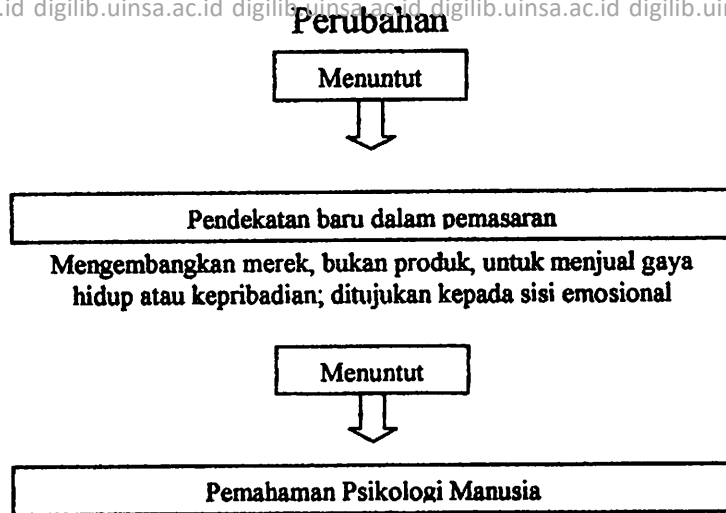 .id digilib.uinsa.ac.id digilib.uinsa.ac.id digilib.uinsa.ac.id digilib.ui
Perubahan
Menuntut
Pendekatan baru dalam pemasaran
Mengembangkan merek, bukan produk, untuk menjual gaya
hidup atau kepribadian; ditujukan kepada sisi emosional
Menuntut
Pemahaman Psikologi Manusia